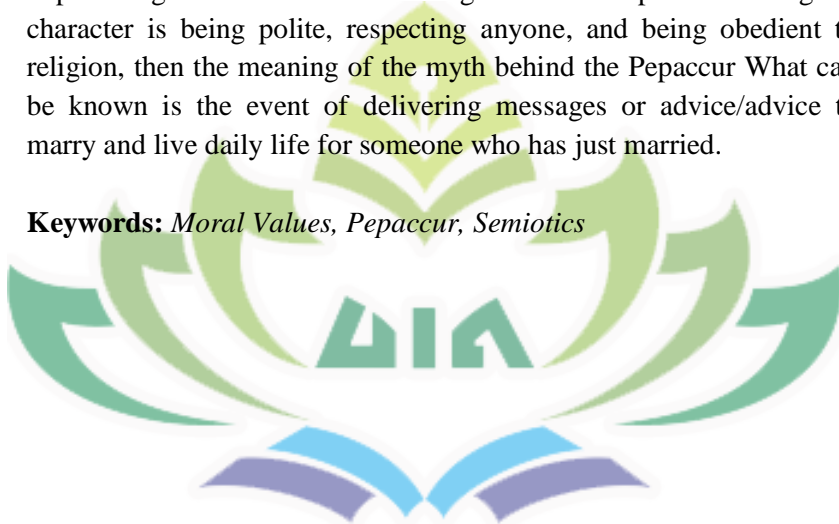 character is being polite, respecting anyone, and being obedient
religion, then the meaning of the myth behind the Pepaccur What
be known is the event of delivering messages or advice/advice
marry and live daily life for someone who has just married.
Keywords: Moral Values, Pepaccur, Semiotics
UIN